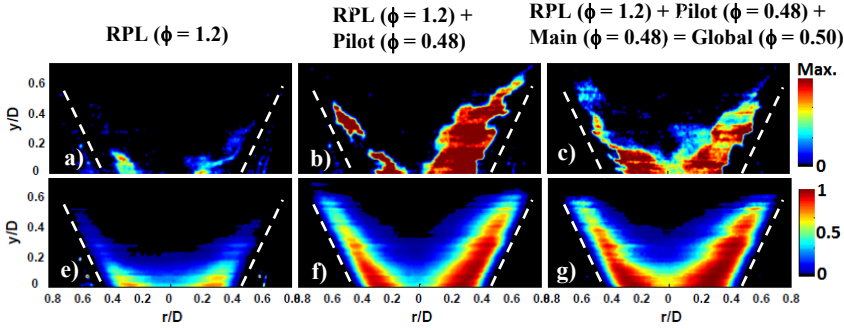 RPL (ϕ = 1.2)
RPL (ϕ = 1.2) +
Pilot (ϕ = 0.48)
RPL (ϕ = 1.2) + Pilot (ϕ = 0.48) +
Main (ϕ = 0.48) = Global (ϕ = 0.50)
y/D
0.6
0.4
0.2
0
a)
b)
c)
Max.
0
y/D
0.6
0.4
0.2
0
e)
f)
g)
1
0
0.8 0.6 0.4 0.2 0 0.2 0.4 0.6 0.8
0.6 0.4 0.2 0 0.2 0.4 0.6 0.8
0.6 0.4 0.2 0 0.2 0.4 0.6 0.8
r/D
r/D
r/D